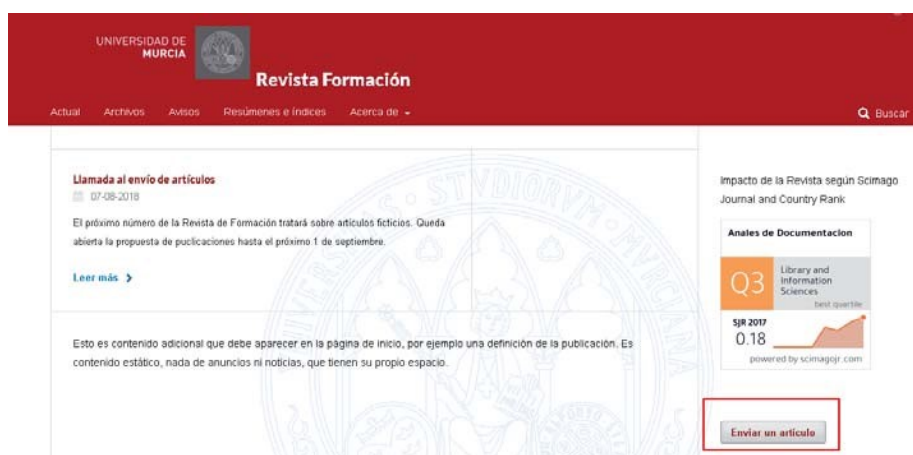 UNIVERSIDAD DE
MURCIA
Revista Formación
Actual Archivos Avisos Resúmenes e índices Acerca de
Buscar
Llamada al envío de artículos
07-08-2018
El próximo número de la Revista de Formación tratará sobre artículos ficticios. Queda
abierta la propuesta de puclicaciones hasta el próximo 1 de
septiembre.
Leer más
Esto es contenido adicional que debe aparecer en la página de inicio, por ejemplo una definición de la publicación. Es
contenido estático, nada de anuncios ni noticias, que tienen su propio espacio.
Impacto de la Revista según Scimago
Journal and Country Rank
Anales de Documentacion
Q3
Library and
Information
Sciences
best quartile
SJR 2017
0.18
powered by scimagojr.com
Enviar un artículo